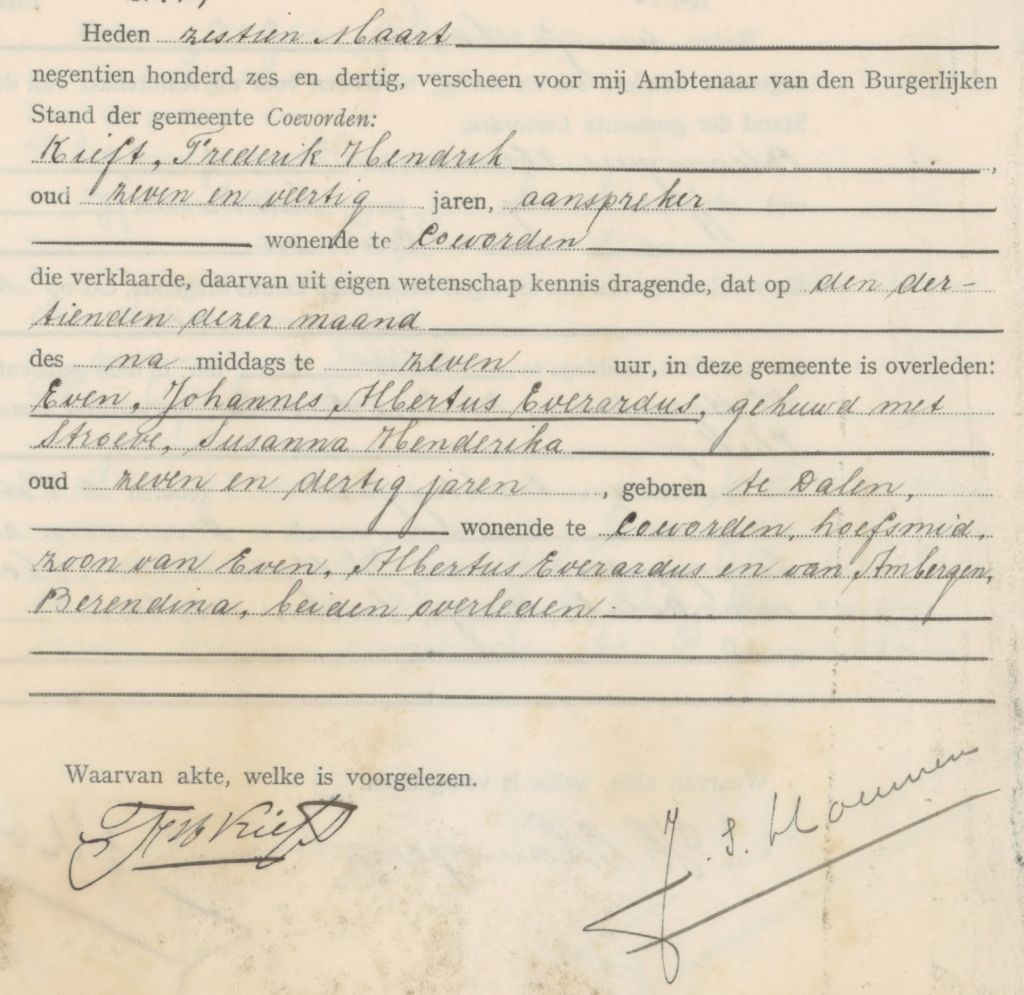 Heden zestien Maart
negentien honderd zes en dertig, verscheen voor mij Ambtenaar van den Burgerlijken
Stand der gemeente Coevorden:
Kieft, Frederik Hendrik,
oud zeven en veertig jaren, aanspreker
wonende te Coevorden
die verklaarde, daarvan uit eigen wetenschap kennis dragende, dat op den der-
tienden dezer maand
des na middags te zeven uur, in deze gemeente is overleden:
Even, Johannes Albertus Everardus, gehuwd met
Stroeve, Susanna Henderika
oud zeven en dertig jaren, geboren te Dalen,
wonende te Coevorden, hoefsmid,
zoon van Even, Albertus Everardus en van Ambergen,
Berendina, beiden overleden.
Waarvan akte, welke is voorgelezen.
FH Kieft
J. S.